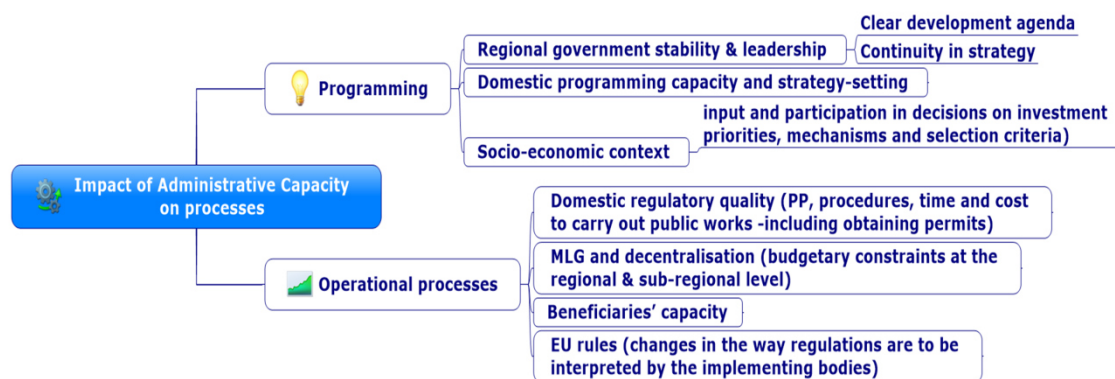 Clear development agenda
Regional government stability & leadership
Continuity in strategy
Programming
Domestic programming capacity and strategy-setting
input and participation in decisions on investment
priorities, mechanisms and selection criteria)
Socio-economic context
Impact of Administrative Capacity
on processes
Domestic regulatory quality (PP, procedures, time and cost
to carry out public works -including obtaining permits)
MLG and decentralisation (budgetary constraints at the
regional & sub-regional level)
Operational processes
Beneficiaries’ capacity
EU rules (changes in the way regulations are to be
interpreted by the implementing bodies)